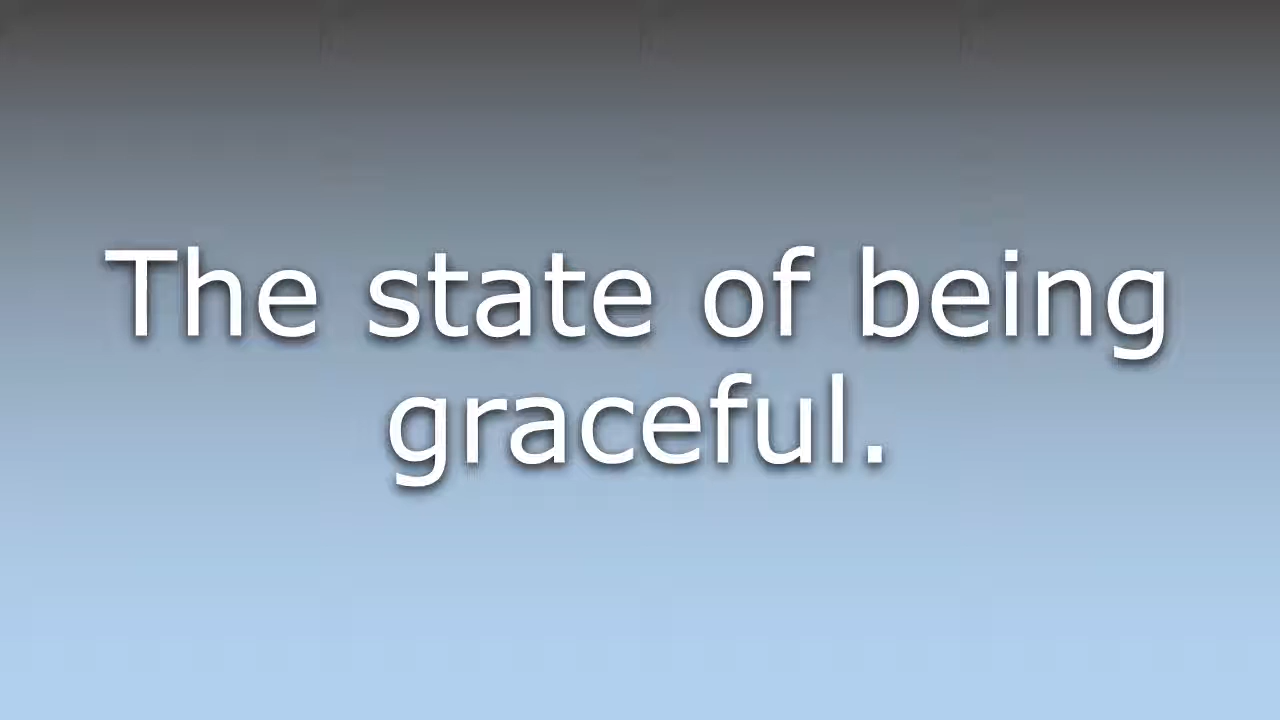 The state of being
graceful.